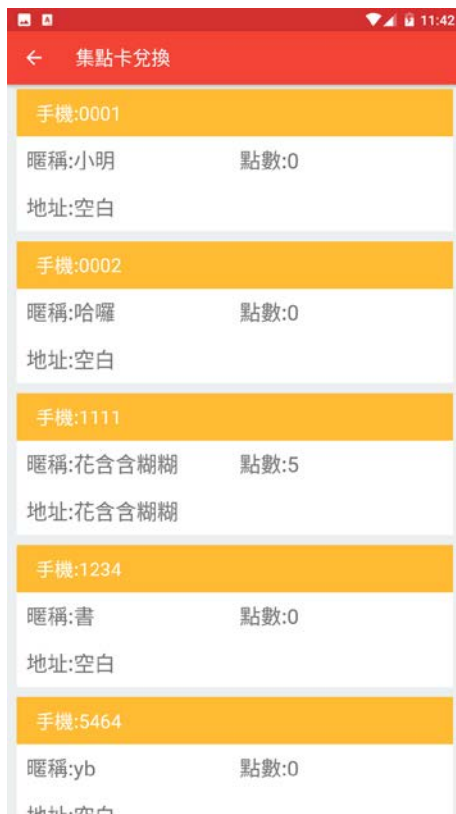 11:42
集點卡兌換
手機:0001
暱稱:小明 點數:0
地址:空白
手機:0002
暱稱:哈囉 點數:0
地址:空白
手機:1111
暱稱:花含含糊糊 點數:5
地址:花含含糊糊
手機:1234
暱稱:書 點數:0
地址:空白
手機:5464
暱稱:yb 點數:0
地址:空白